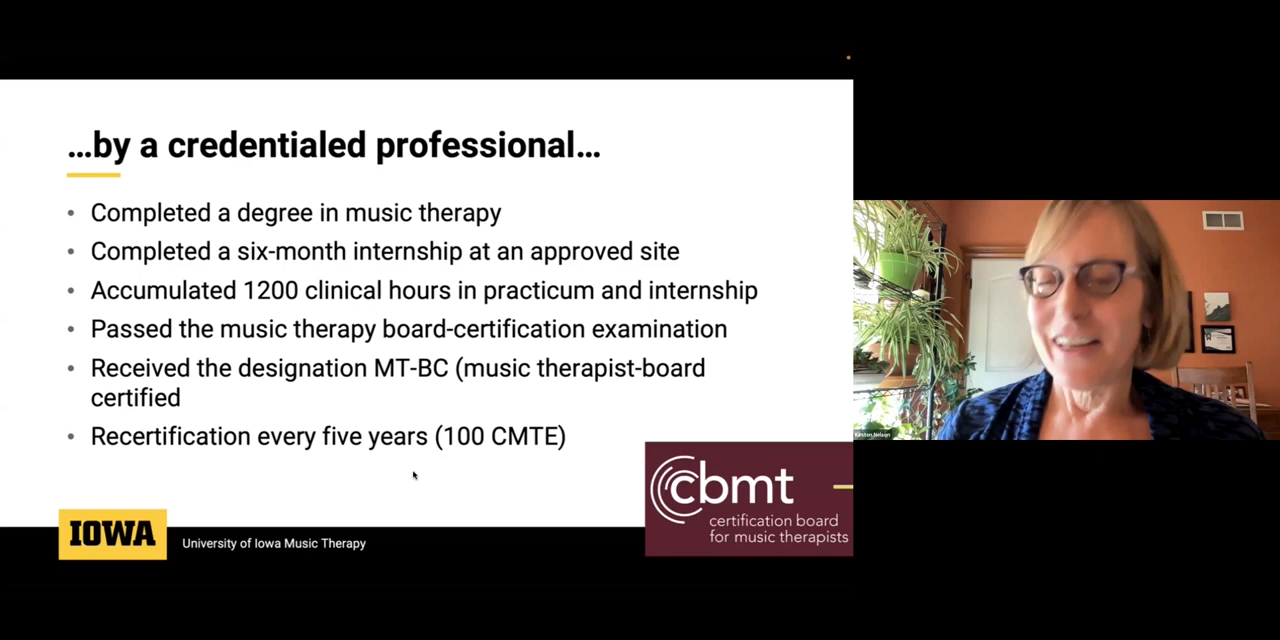 …by a credentialed professional…
• Completed a degree in music therapy
• Completed a six-month internship at an approved site
• Accumulated 1200 clinical hours in practicum and internship
• Passed the music therapy board-certification examination
• Received the designation MT-BC (music therapist-board
certified
• Recertification every five years (100 CMTE)
cbmt
certification board
for music therapists
IOWA
University of Iowa Music Therapy
Kirsten Nelson